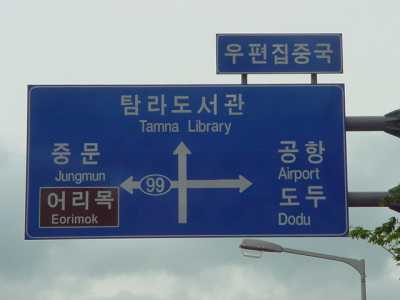 우편집중국
탐라도서관
Tamna Library
중문
Jungmun
어리목
Eorimok
99
공항
Airport
도두
Dodu